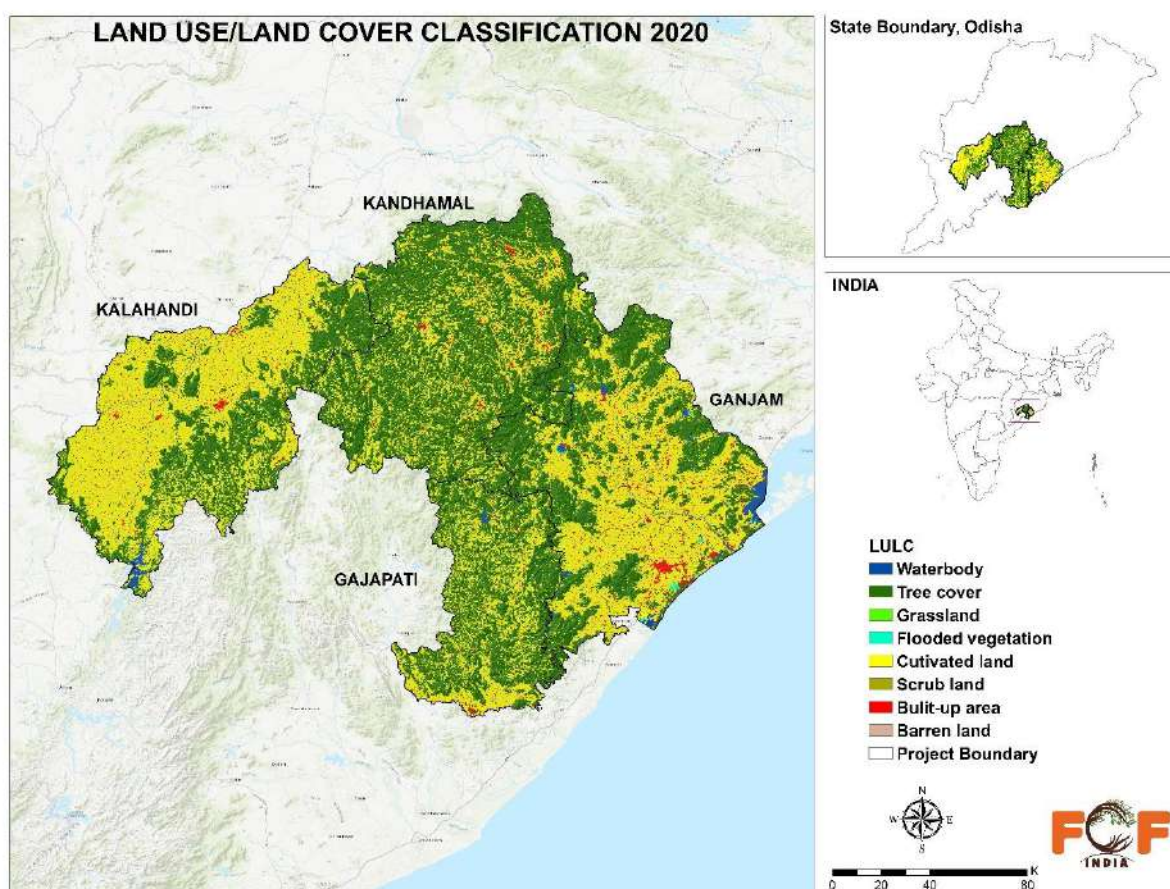 LAND USE/LAND COVER CLASSIFICATION 2020
KANDHAMAL
KALAHANDI
GANJAM
GAJAPATI
State Boundary, Odisha
INDIA
LULC
Waterbody
Tree cover
Grassland
Flooded vegetation
Cutivated land
Scrub land
Bulit-up area
Barren land
Project Boundary
N
W E
S
K
0 20 40 80
FCF
INDIA